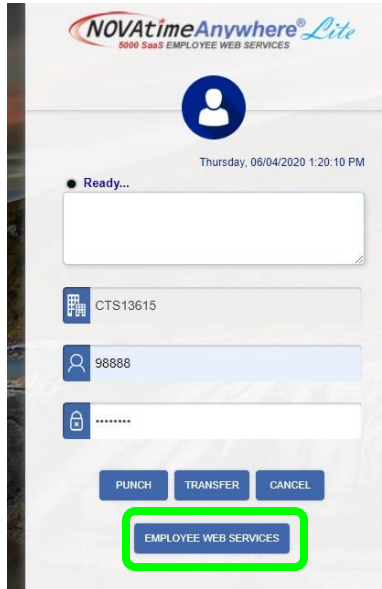 NOVAtimeAnywhere® Lite
5000 SaaS EMPLOYEE WEB SERVICES
Thursday, 06/04/2020 1:20:10 PM
Ready...
CTS13615
98888
••••••••
PUNCH TRANSFER CANCEL
EMPLOYEE WEB SERVICES